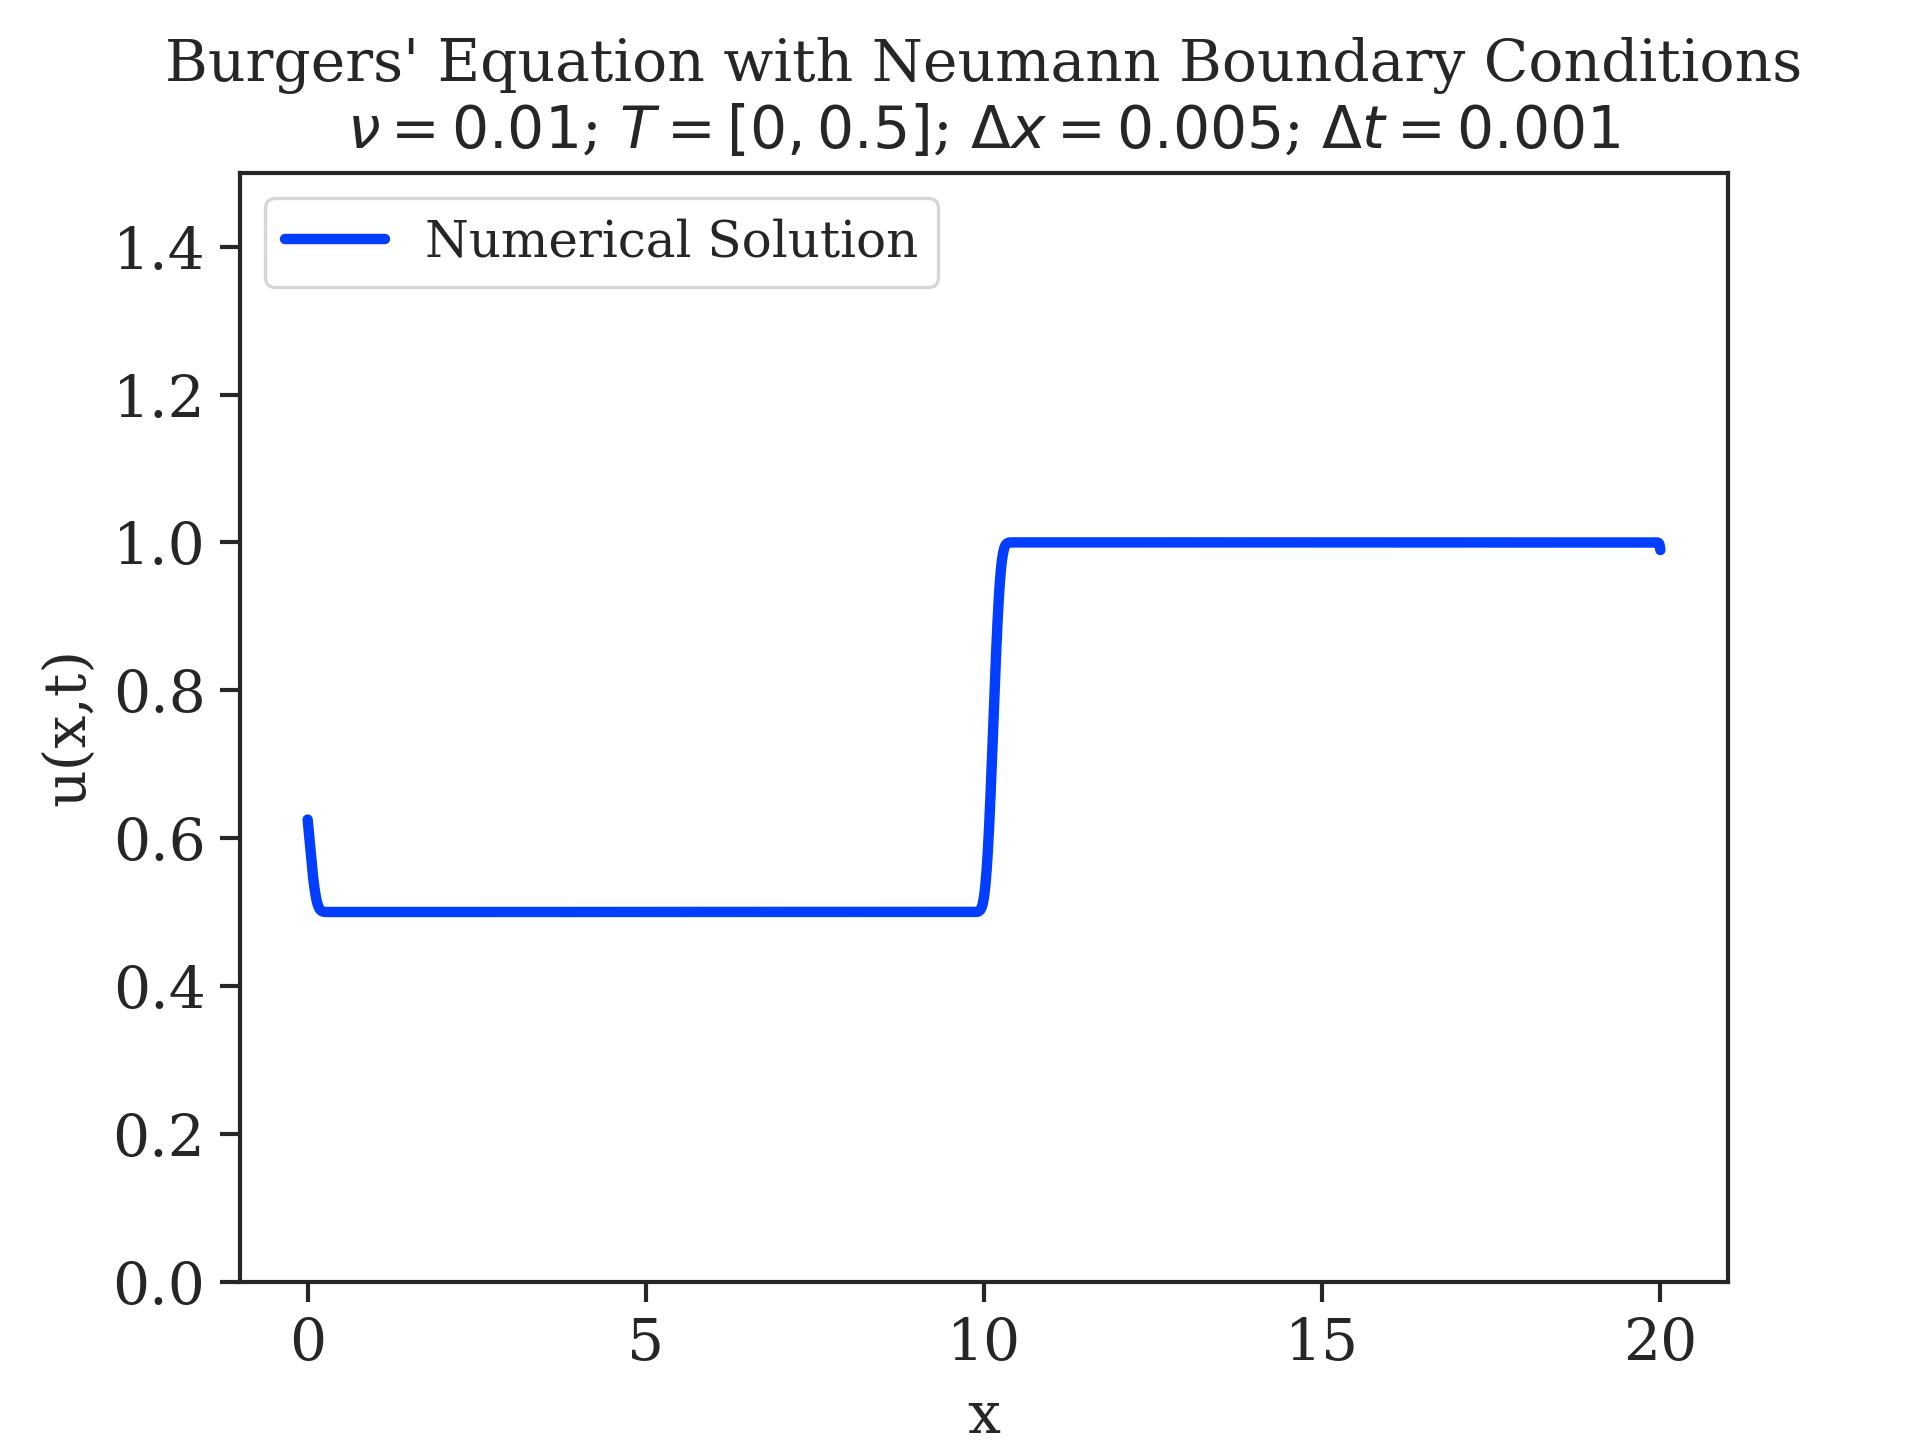 Burgers' Equation with Neumann Boundary Conditions
ν = 0.01; T = [0, 0.5]; Δx = 0.005; Δt = 0.001
Numerical Solution
1.4
1.2
1.0
0.8
0.6
0.4
0.2
0.0
u(x,t)
0 5 10 15 20
x